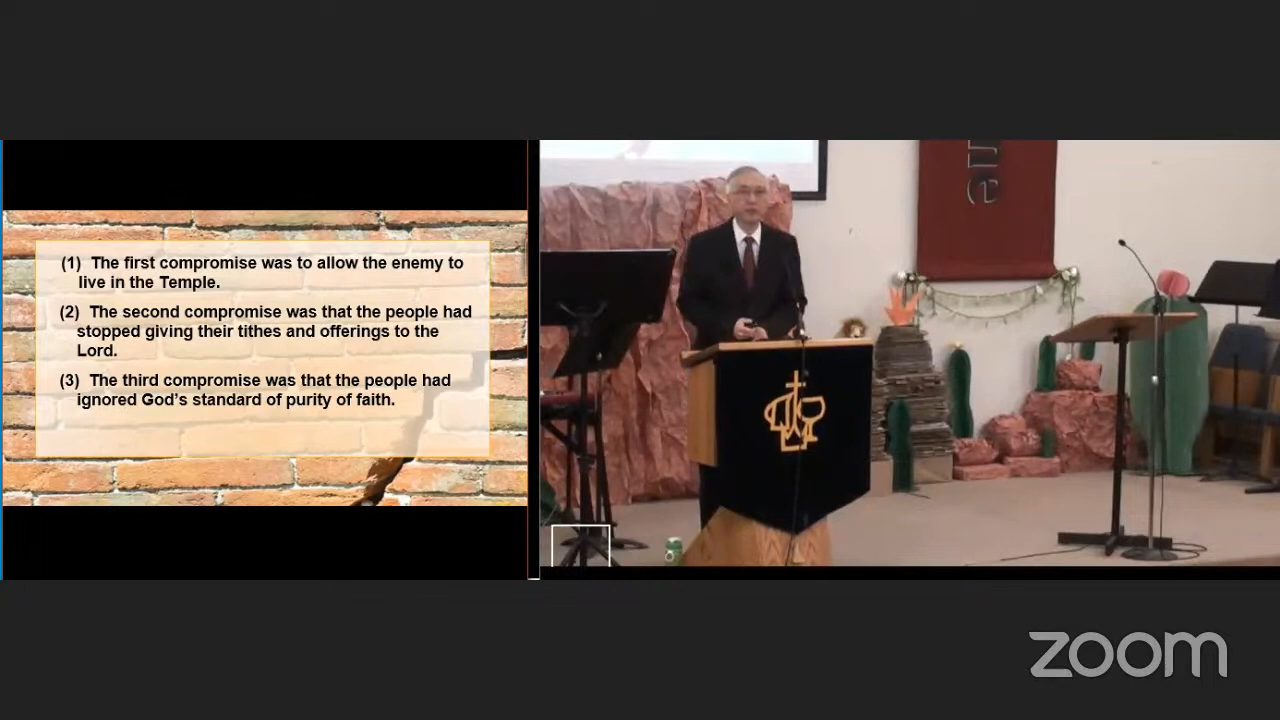 (1) The first compromise was to allow the enemy to
live in the Temple.
(2) The second compromise was that the people had
stopped giving their tithes and offerings to the
Lord.
(3) The third compromise was that the people had
ignored God's standard of purity of faith.
zoom